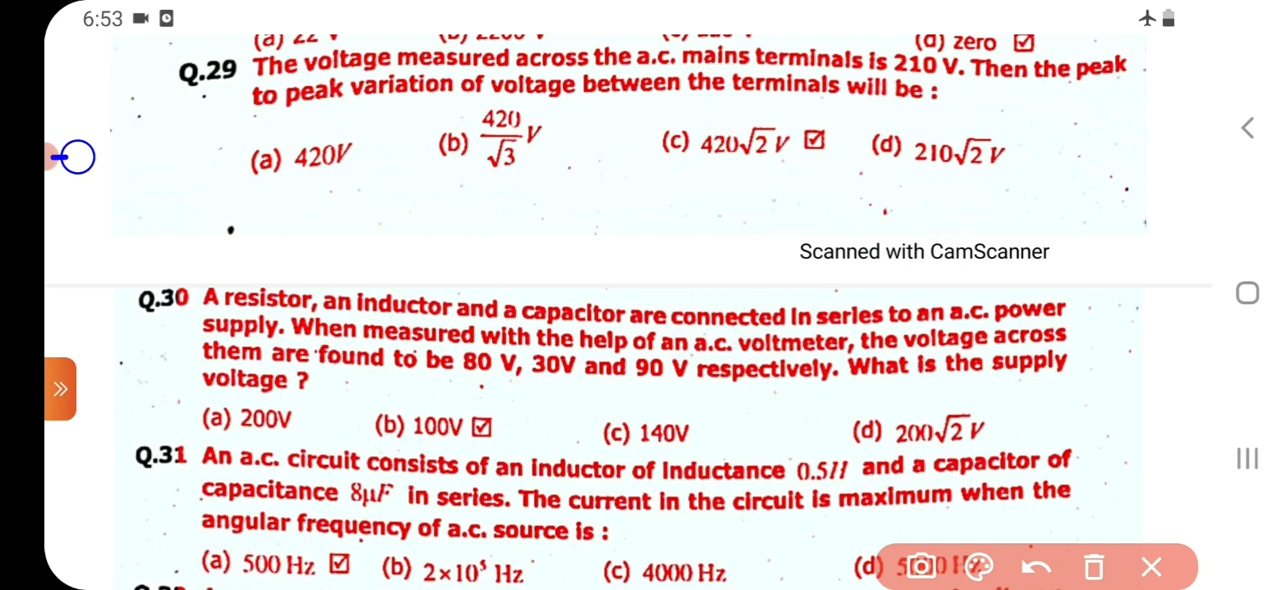 6:53
(d) zero ☑
Q.29 The voltage measured across the a.c. mains terminals is 210 V. Then the peak
to peak variation of voltage between the terminals will be :
(a) 420V (b) 420/√3 V (c) 420√2 V ☑ (d) 210√2 V
Scanned with CamScanner
Q.30 A resistor, an inductor and a capacitor are connected in series to an a.c. power
supply. When measured with the help of an a.c. voltmeter, the voltage across
them are found to be 80 V, 30V and 90 V respectively. What is the supply
voltage ?
(a) 200V (b) 100V ☑ (c) 140V (d) 200√2 V
Q.31 An a.c. circuit consists of an inductor of Inductance 0.5H and a capacitor of
capacitance 8μF in series. The current in the circuit is maximum when the
angular frequency of a.c. source is :
(a) 500 Hz ☑ (b) 2×10⁵ Hz (c) 4000 Hz (d)